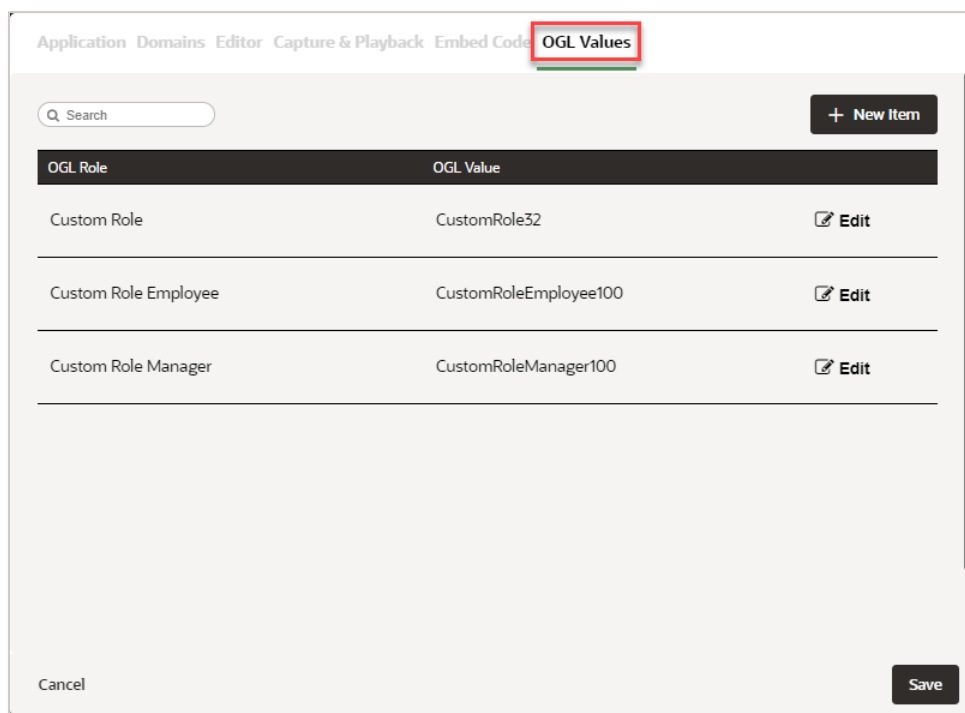 Application Domains Editor Capture & Playback Embed Code OGL Values
Search + New Item
OGL Role OGL Value
Custom Role CustomRole32 Edit
Custom Role Employee CustomRoleEmployee100 Edit
Custom Role Manager CustomRoleManager100 Edit
Cancel Save